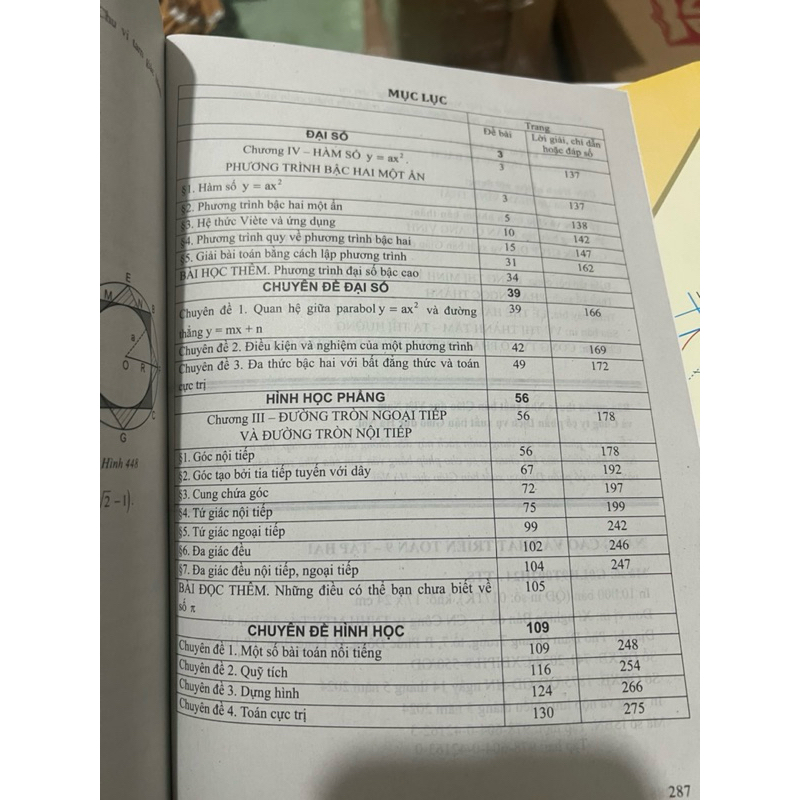 MỤC LỤC
Trang
Đề bài
Lời giải, chỉ dẫn
hoặc đáp số
ĐẠI SỐ 3
Chương IV – HÀM SỐ y = ax². 3 137
PHƯƠNG TRÌNH BẬC HAI MỘT ẨN
§1. Hàm số y = ax² 3 137
§2. Phương trình bậc hai một ẩn 5 138
§3. Hệ thức Viète và ứng dụng 10 142
§4. Phương trình quy về phương trình bậc hai 15 147
§5. Giải bài toán bằng cách lập phương trình 31 162
BÀI HỌC THÊM. Phương trình đại số bậc cao 34
CHUYÊN ĐỀ ĐẠI SỐ 39
Chuyên đề 1. Quan hệ giữa parabol y = ax² và đường 39 166
thẳng y = mx + n
Chuyên đề 2. Điều kiện và nghiệm của một phương trình 42 169
Chuyên đề 3. Đa thức bậc hai với bất đẳng thức và toán 49 172
cực trị
HÌNH HỌC PHẲNG 56
Chương III – ĐƯỜNG TRÒN NGOẠI TIẾP 56 178
VÀ ĐƯỜNG TRÒN NỘI TIẾP
§1. Góc nội tiếp 56 178
§2. Góc tạo bởi tia tiếp tuyến với dây 67 192
§3. Cung chứa góc 72 197
§4. Tứ giác nội tiếp 75 199
§5. Tứ giác ngoại tiếp 99 242
§6. Đa giác đều 102 246
§7. Đa giác đều nội tiếp, ngoại tiếp 104 247
BÀI ĐỌC THÊM. Những điều có thể bạn chưa biết về 105
số π
CHUYÊN ĐỀ HÌNH HỌC 109
Chuyên đề 1. Một số bài toán nổi tiếng 109 248
Chuyên đề 2. Quỹ tích 116 254
Chuyên đề 3. Dựng hình 124 266
Chuyên đề 4. Toán cực trị 130 275
287
Chu vi tam giác
E
M
N
B
a
O
R
F
C
G
Hình 448
√2 – 1).